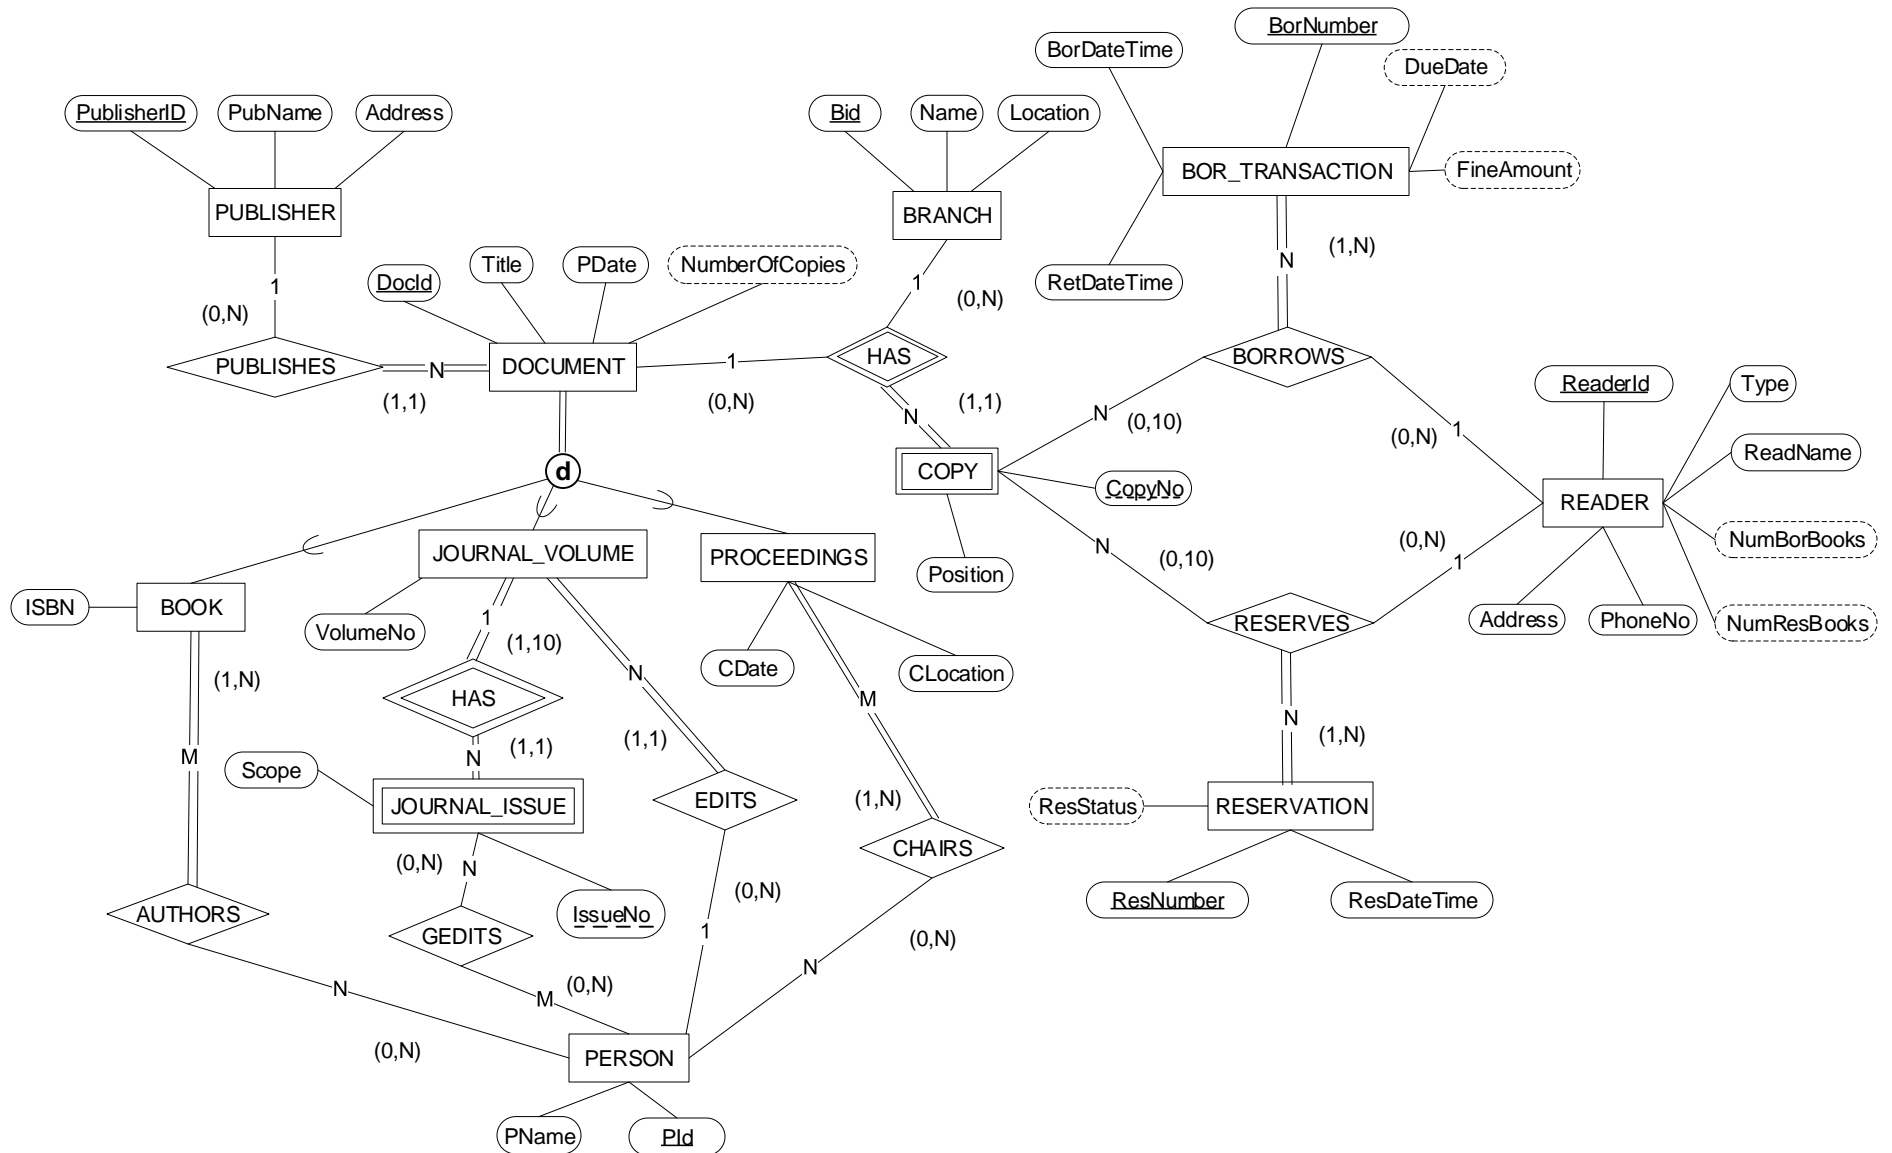 BorNumber
BorDateTime
DueDate
PublisherID
PubName
Address
Bid
Name
Location
BOR_TRANSACTION
FineAmount
PUBLISHER
BRANCH
(1,N)
N
Title
PDate
NumberOfCopies
DocId
RetDateTime
1
1
(0,N)
(0,N)
PUBLISHES
N
DOCUMENT
1
HAS
BORROWS
(1,1)
(0,N)
(1,1)
N
ReaderId
Type
N
(0,10)
(0,N)
1
ReadName
d
COPY
CopyNo
READER
JOURNAL_VOLUME
PROCEEDINGS
N
(0,10)
(0,N)
1
NumBorBooks
Position
ISBN
BOOK
VolumeNo
1
(1,10)
RESERVES
Address
PhoneNo
NumResBooks
(1,N)
N
CDate
CLocation
HAS
M
M
N
(1,1)
(1,1)
N
(1,N)
Scope
JOURNAL_ISSUE
EDITS
(1,N)
ResStatus
RESERVATION
(0,N)
N
CHAIRS
(0,N)
AUTHORS
IssueNo
ResNumber
ResDateTime
GEDITS
1
(0,N)
N
M
(0,N)
N
(0,N)
PERSON
PName
PId